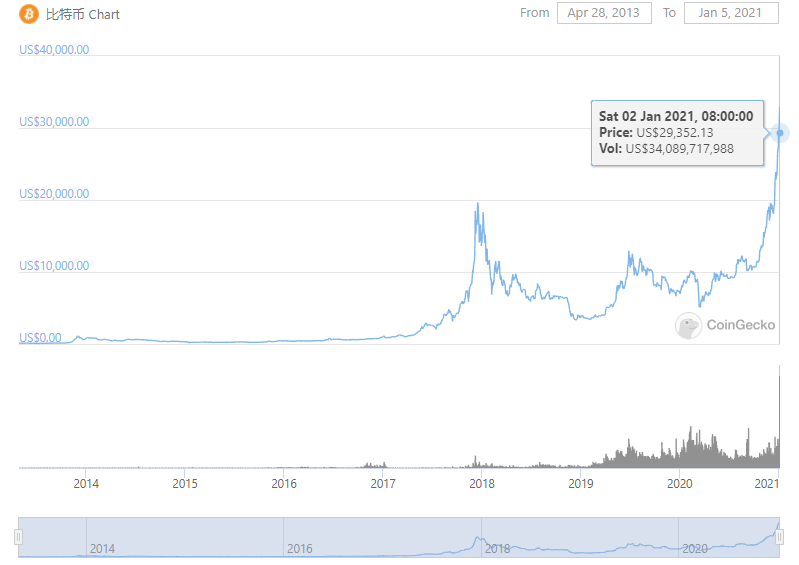 比特币 Chart
From Apr 28, 2013 To Jan 5, 2021
US$40,000.00
Sat 02 Jan 2021, 08:00:00
Price: US$29,352.13
Vol: US$34,089,717,988
US$30,000.00
US$20,000.00
US$10,000.00
CoinGecko
US$0.00
2014 2015 2016 2017 2018 2019 2020 2021
2014 2016 2018 2020